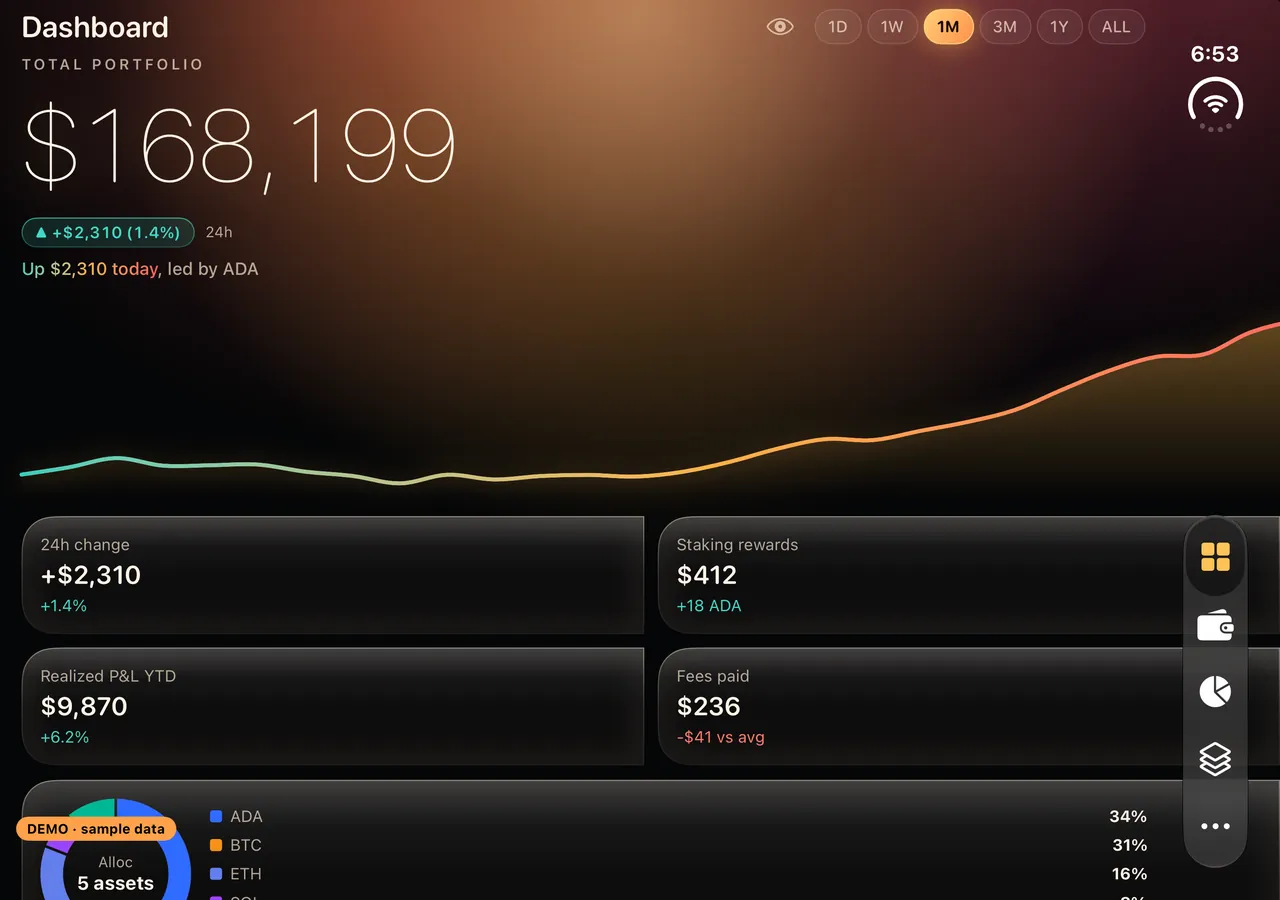 Dashboard
1D 1W 1M 3M 1Y ALL
6:53
TOTAL PORTFOLIO
$168,199
▲ +$2,310 (1.4%) 24h
Up $2,310 today, led by ADA
24h change
+$2,310
+1.4%
Staking rewards
$412
+18 ADA
Realized P&L YTD
$9,870
+6.2%
Fees paid
$236
-$41 vs avg
DEMO · sample data
Alloc
5 assets
ADA 34%
BTC 31%
ETH 16%